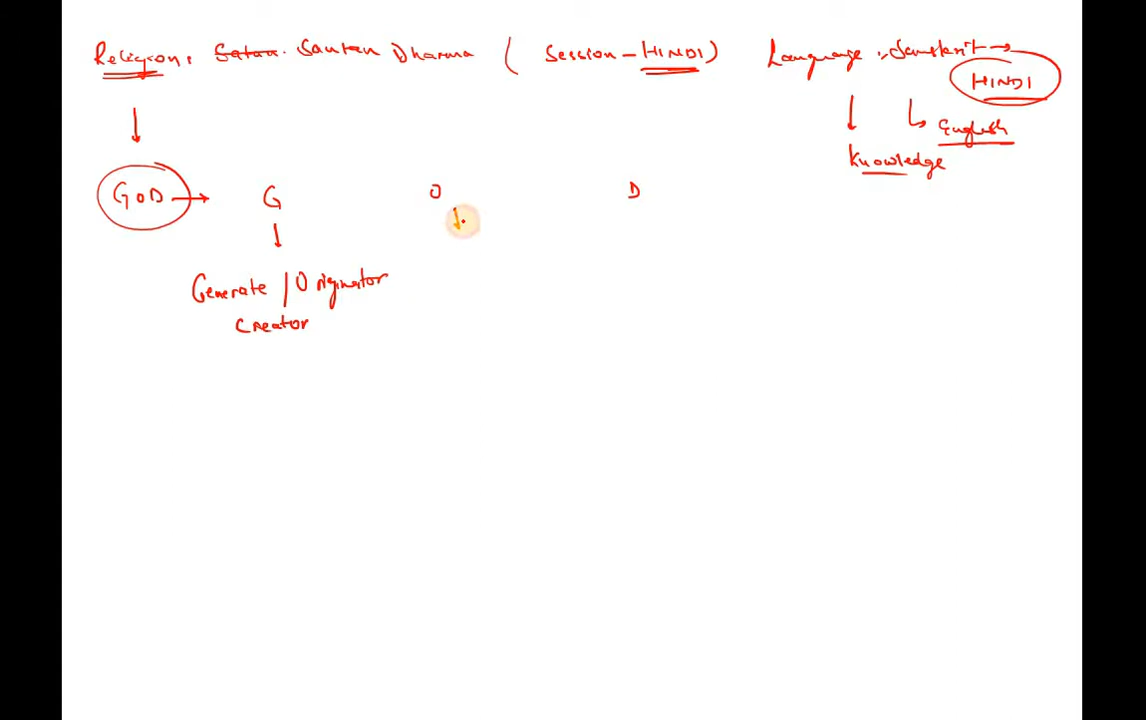 Religion: Satan. Santan Dharma ( Session - HINDI) Language :- Sanskrit →
HINDI
↳ English
Knowledge
GOD → G O D
Generate / Originator
Creator